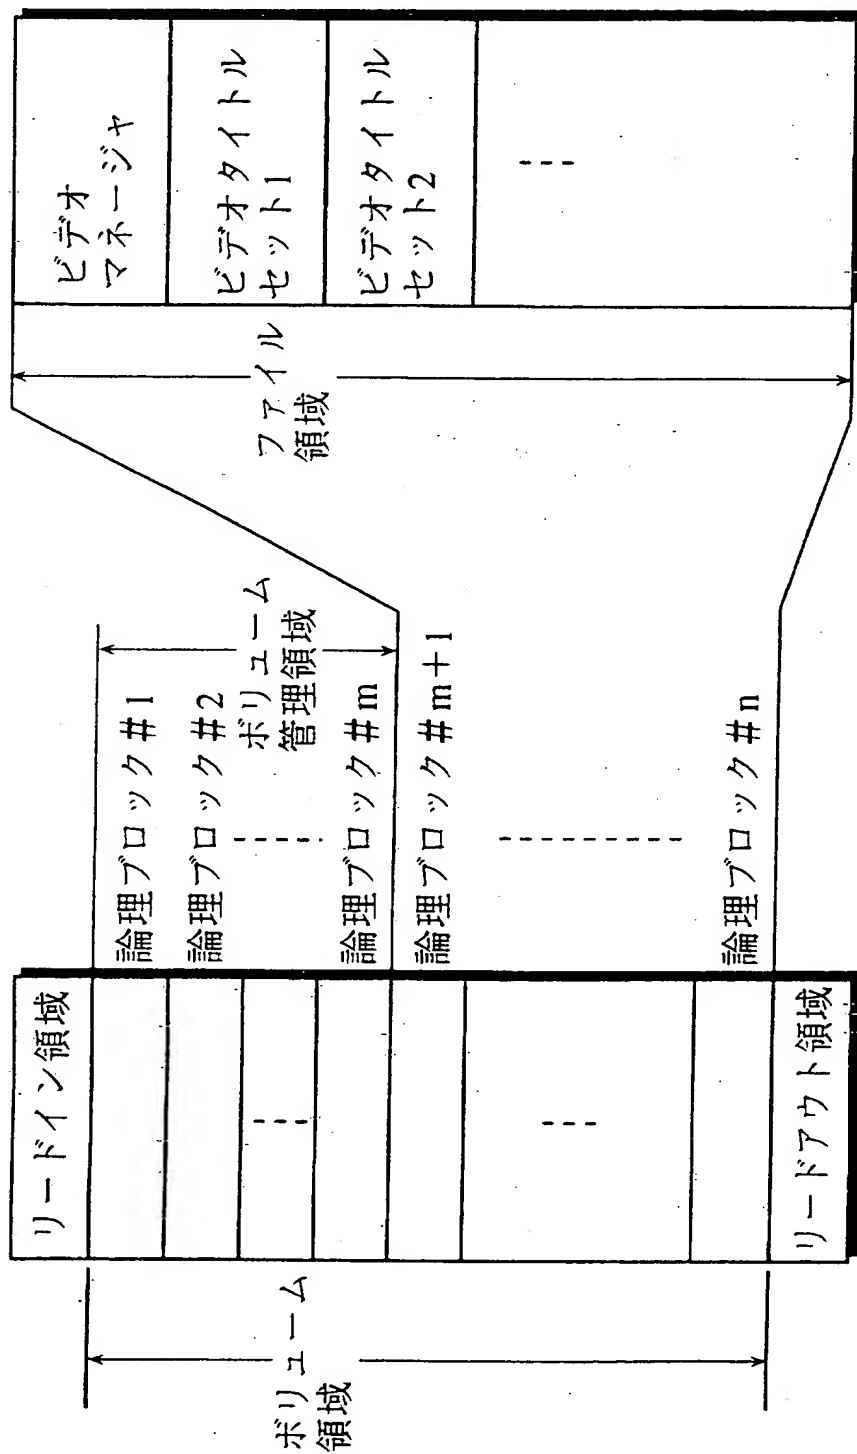 リードイン領域
リードアウト領域
ボリューム
領域
論理ブロック#1
論理ブロック#2
論理ブロック#m
論理ブロック#m+1
論理ブロック#n
ボリューム
管理領域
ファイル
領域
ビデオ
マネージャ
ビデオタイトル
セット1
ビデオタイトル
セット2